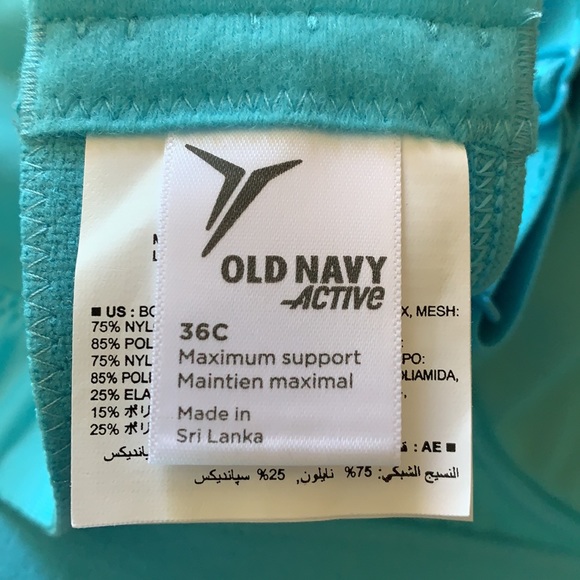 OLD NAVY
ACTIVE
36C
Maximum support
Maintien maximal
Made in
Sri Lanka
■ US : BO
X, MESH:
75% NYL
85% POL
75% NYL
PO:
85% POLI
OLIAMIDA,
25% ELA
15% ポリ
25% ポリ
: AE ■
النسيج الشبكي: 75% نايلون, 25% سبانديكس